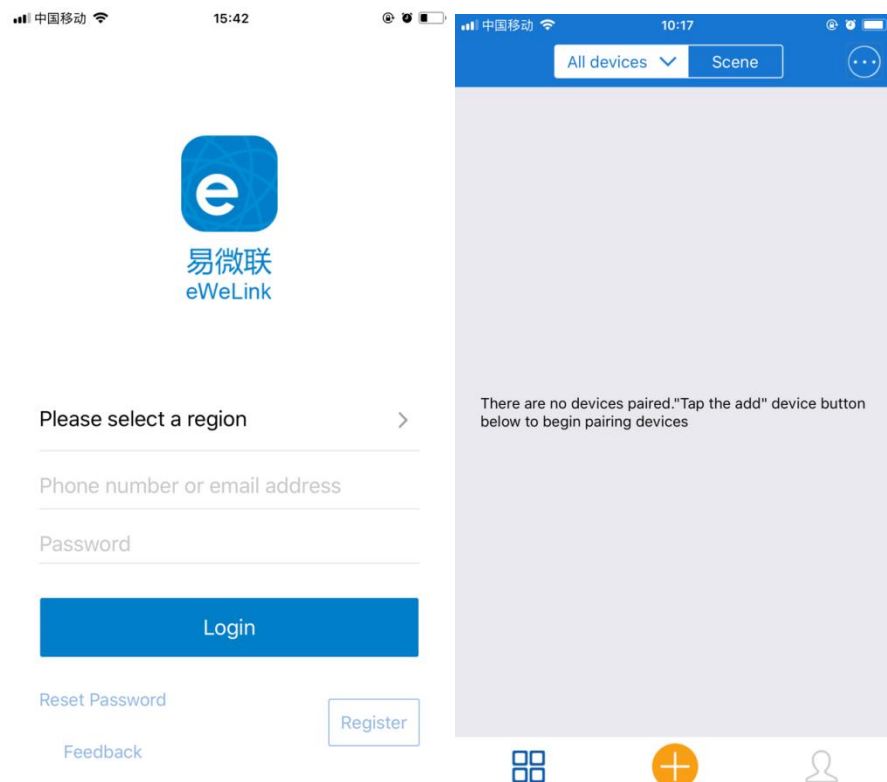 中国移动 15:42
e
易微联
eWeLink
Please select a region
Phone number or email address
Password
Login
Reset Password
Register
Feedback
中国移动 10:17
All devices Scene
There are no devices paired."Tap the add" device button
below to begin pairing devices